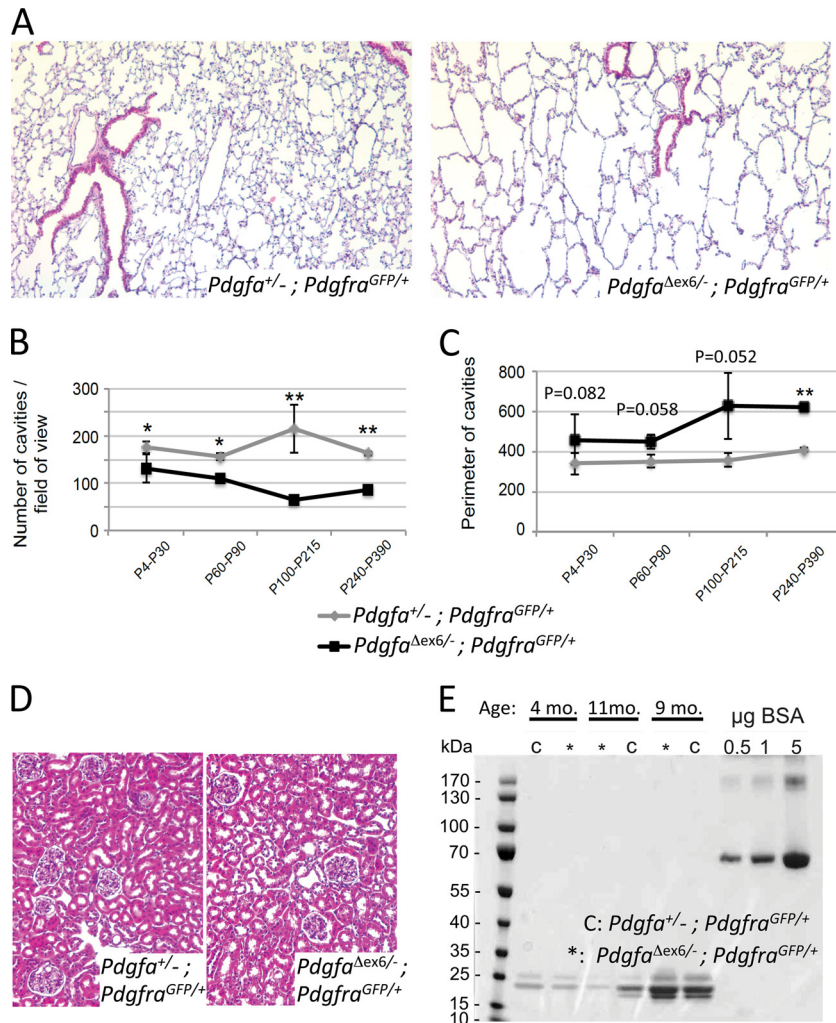 A
Pdgfa+/- ; PdgfraGFP/+
PdgfaΔex6/- ; PdgfraGFP/+
B
Number of cavities /
field of view
300
200
100
0
* * ** **
P4-P30
P60-P90
P100-P215
P240-P390
C
Perimeter of cavities
800
600
400
200
0
P=0.082
P=0.058
P=0.052
**
P4-P30
P60-P90
P100-P215
P240-P390
Pdgfa+/- ; PdgfraGFP/+
PdgfaΔex6/- ; PdgfraGFP/+
D
Pdgfa+/- ;
PdgfraGFP/+
PdgfaΔex6/- ;
PdgfraGFP/+
E
Age: 4 mo. 11mo. 9 mo. µg BSA
kDa C * * C * C 0.5 1 5
170 -
130 -
100 -
70 -
55 -
40 -
35 -
25 -
15 -
10 -
C: Pdgfa+/- ; PdgfraGFP/+
*: PdgfaΔex6/- ; PdgfraGFP/+